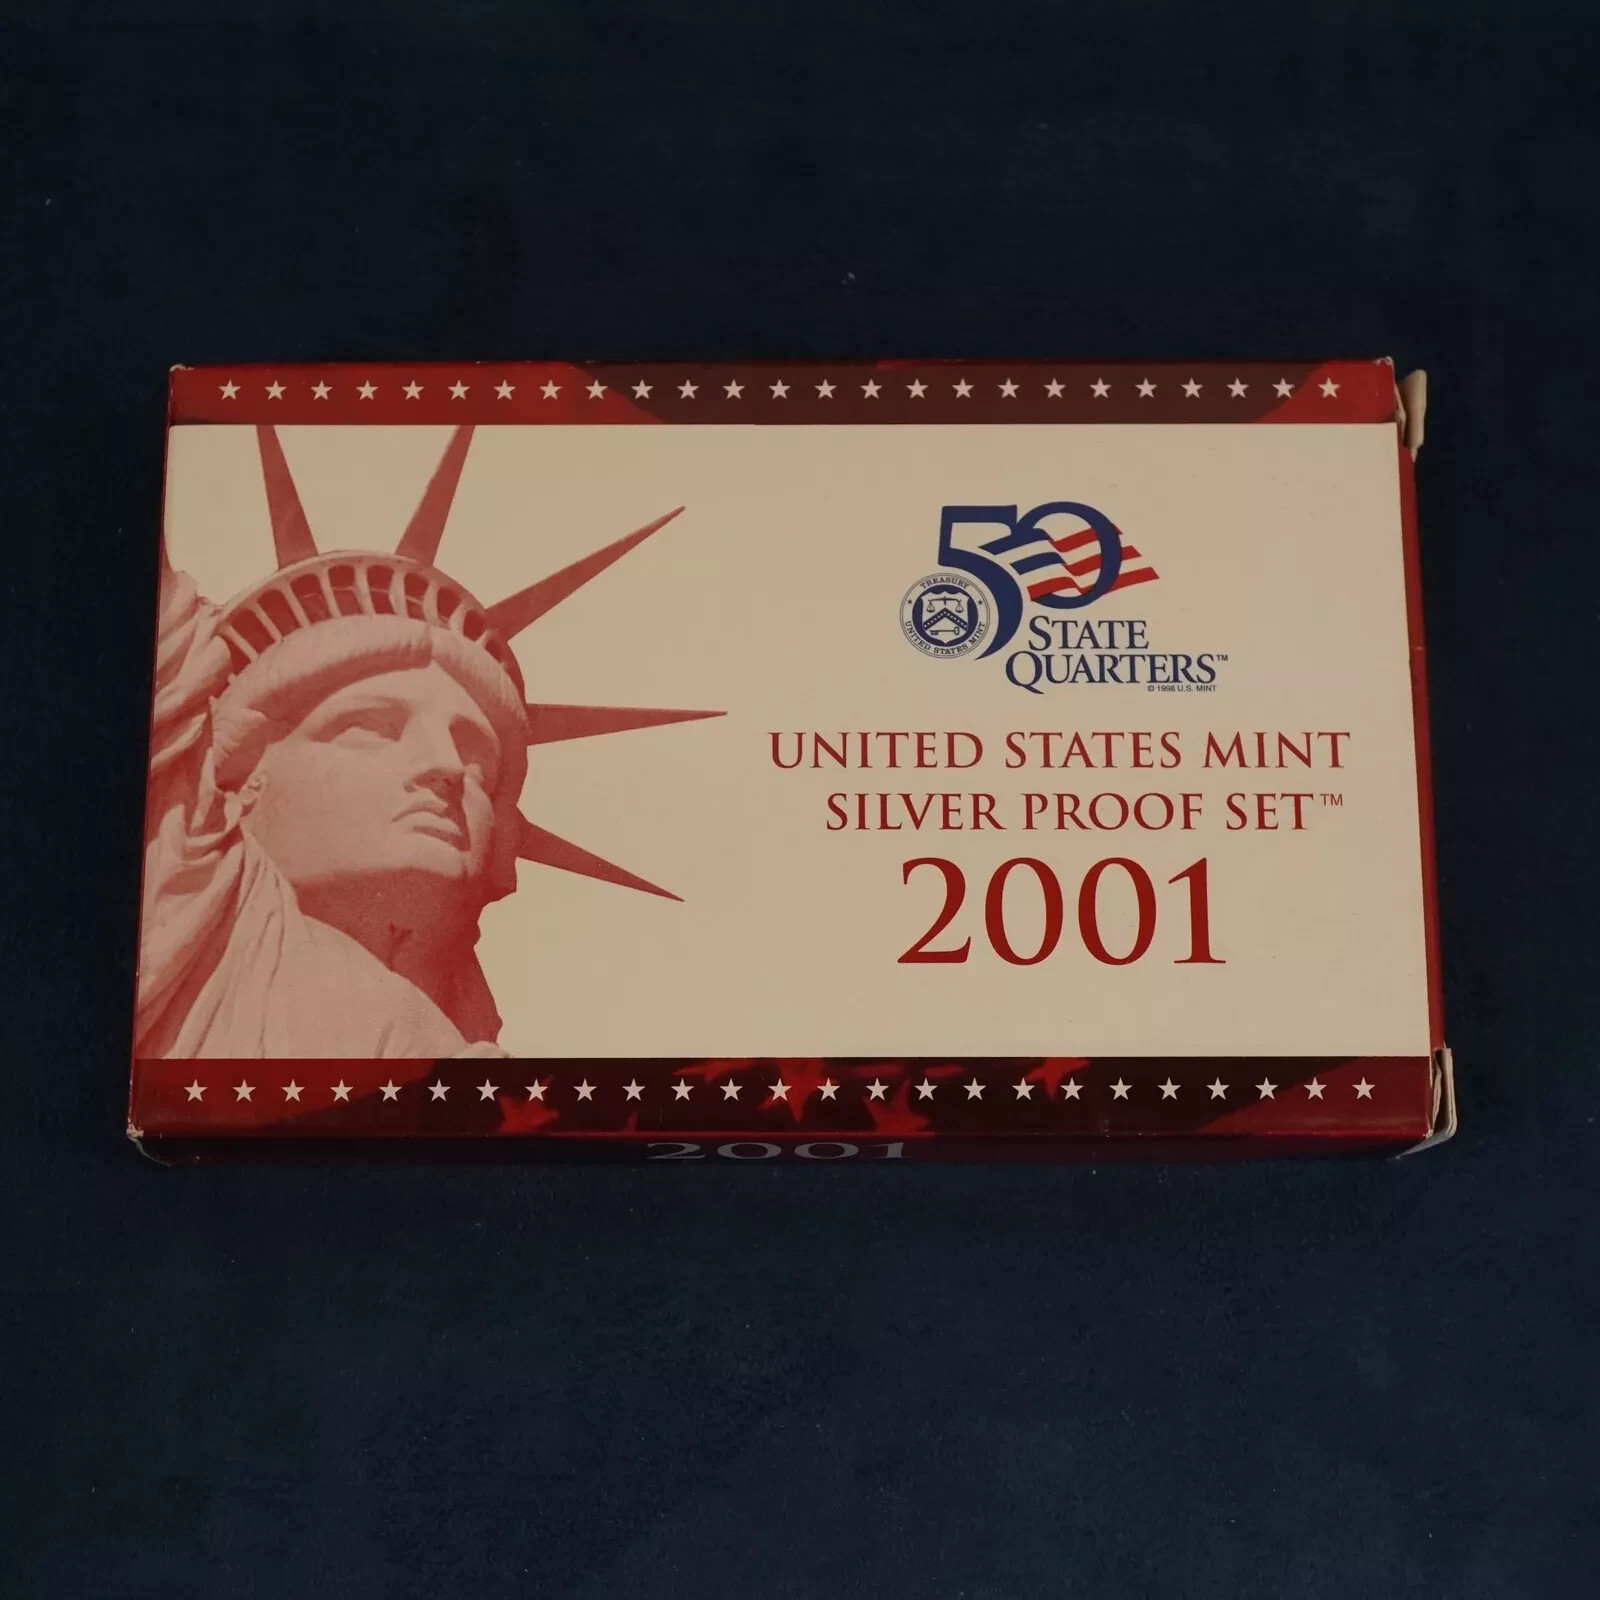 50
TREASURY
UNITED STATES MINT
STATE
QUARTERS™
© 1998 U.S. MINT
UNITED STATES MINT
SILVER PROOF SET™
2001
2001